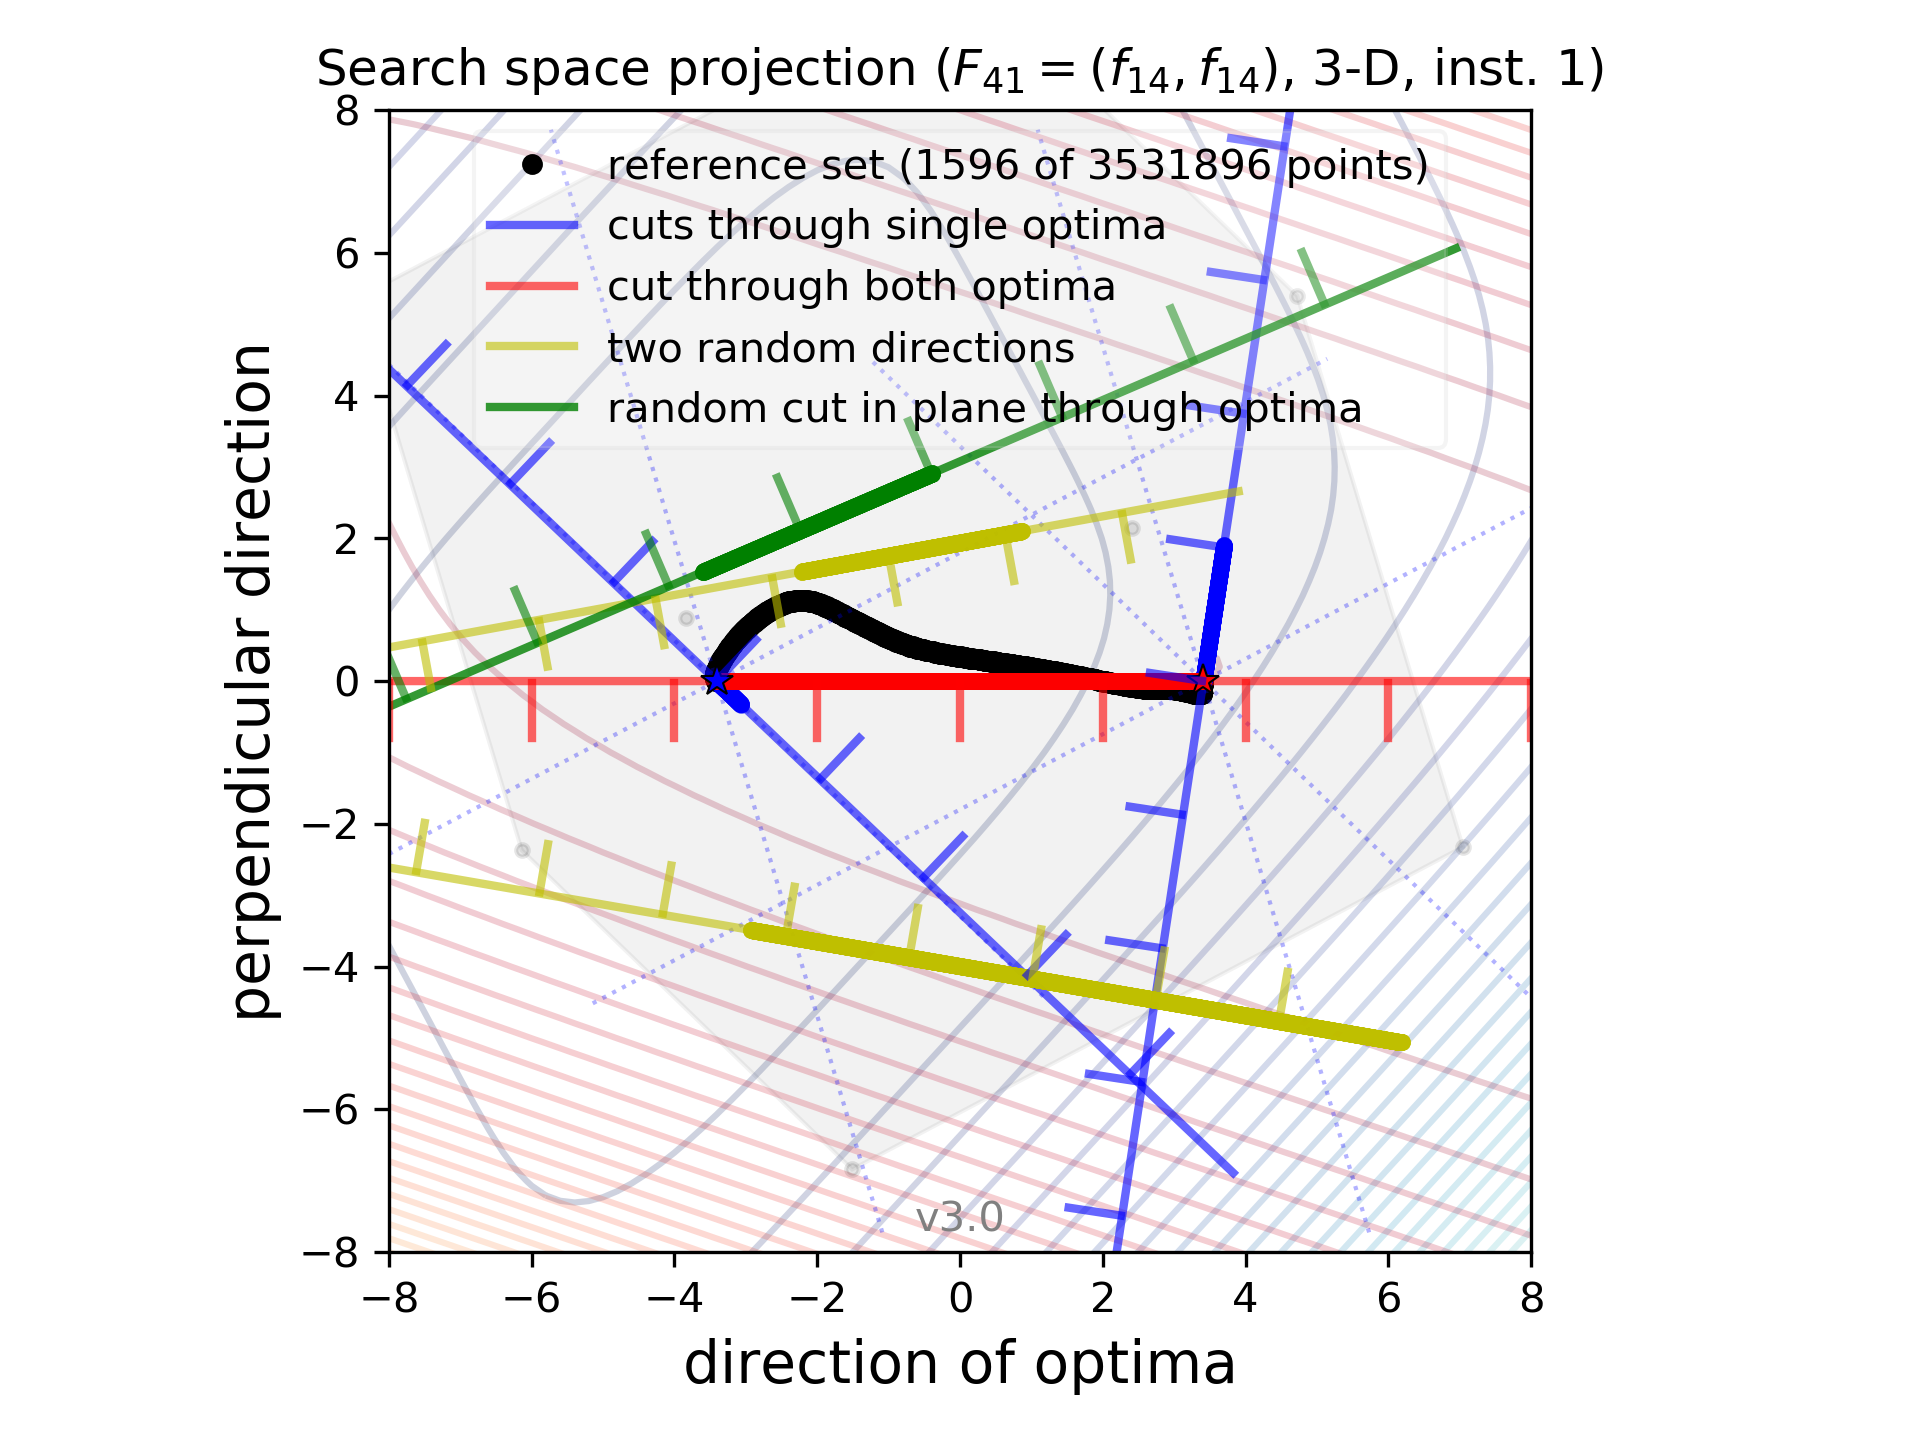 Search space projection (F₄₁ = (f₁₄, f₁₄), 3-D, inst. 1)
reference set (1596 of 3531896 points)
cuts through single optima
cut through both optima
two random directions
random cut in plane through optima
perpendicular direction
8
6
4
2
0
−2
−4
−6
−8
v3.0
−8 −6 −4 −2 0 2 4 6 8
direction of optima